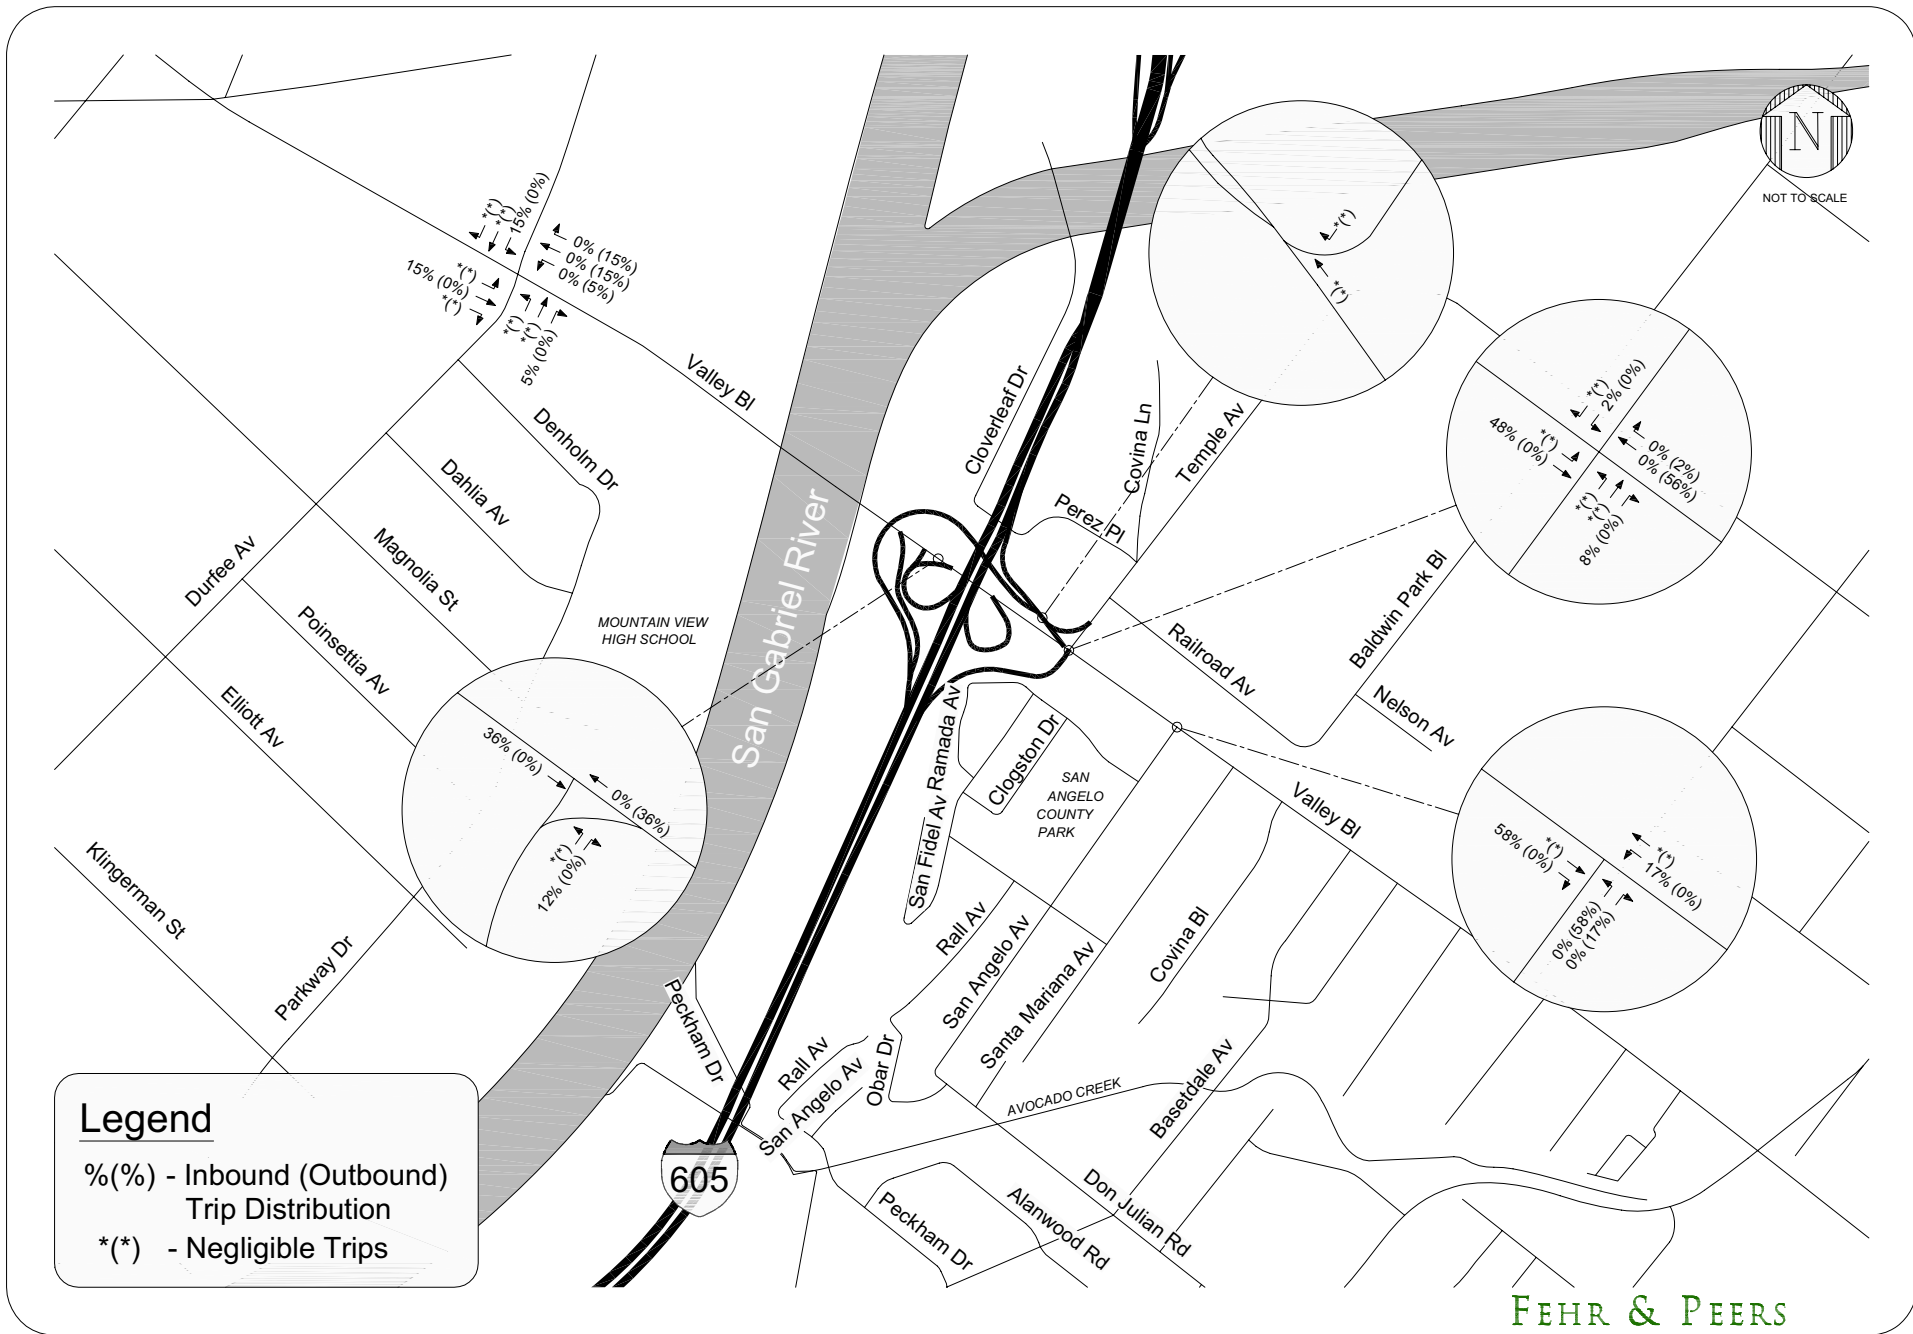 N
NOT TO SCALE
*(*)
*(*)
15% (0%)
0% (15%)
0% (15%)
0% (5%)
*(*)
15% (0%)
*(*)
*(*)
*(*)
5% (0%)
*(*)
*(*)
*(*)
2% (0%)
*(*)
48% (0%)
0% (2%)
0% (56%)
*(*)
*(*)
8% (0%)
Valley Bl
Cloverleaf Dr
Covina Ln
Temple Av
Perez Pl
Denholm Dr
Dahlia Av
Magnolia St
Durfee Av
Poinsettia Av
Elliott Av
Klingerman St
Parkway Dr
MOUNTAIN VIEW
HIGH SCHOOL
San Gabriel River
36% (0%)
0% (36%)
*(*)
12% (0%)
Railroad Av
Baldwin Park Bl
Nelson Av
Ramada Av
San Fidel Av
Clogston Dr
SAN
ANGELO
COUNTY
PARK
Valley Bl
*(*)
58% (0%)
*(*)
17% (0%)
0% (58%)
0% (17%)
Rall Av
San Angelo Av
Santa Mariana Av
Covina Bl
Basetdale Av
Peckham Dr
Rall Av
San Angelo Av
Obar Dr
AVOCADO CREEK
605
Peckham Dr
Alanwood Rd
Don Julian Rd
Legend
%(%) - Inbound (Outbound)
Trip Distribution
*(*) - Negligible Trips
FEHR & PEERS